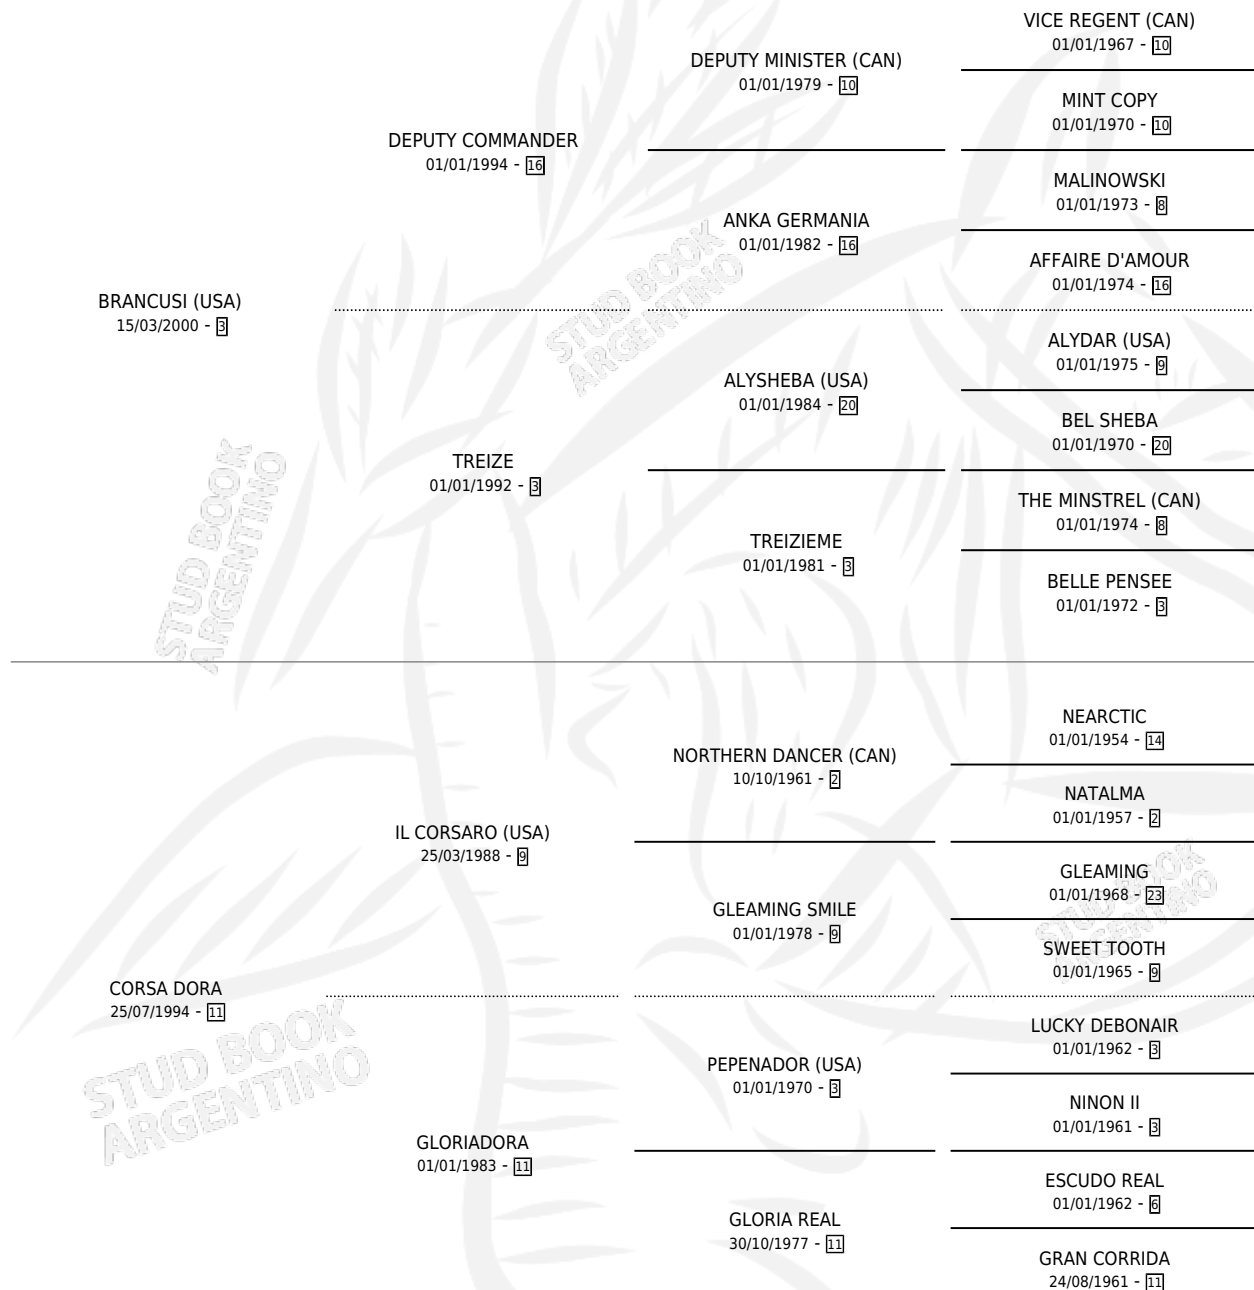 VICE REGENT (CAN)
01/01/1967 - 10
DEPUTY MINISTER (CAN)
01/01/1979 - 10
MINT COPY
01/01/1970 - 10
DEPUTY COMMANDER
01/01/1994 - 16
MALINOWSKI
01/01/1973 - 8
ANKA GERMANIA
01/01/1982 - 16
AFFAIRE D'AMOUR
01/01/1974 - 16
BRANCUSI (USA)
15/03/2000 - 3
ALYDAR (USA)
01/01/1975 - 9
ALYSHEBA (USA)
01/01/1984 - 20
BEL SHEBA
01/01/1970 - 20
TREIZE
01/01/1992 - 3
THE MINSTREL (CAN)
01/01/1974 - 8
TREIZIEME
01/01/1981 - 3
BELLE PENSEE
01/01/1972 - 3
STUD BOOK
ARGENTINO
STUD BOOK
ARGENTINO
NEARCTIC
01/01/1954 - 14
NORTHERN DANCER (CAN)
10/10/1961 - 2
NATALMA
01/01/1957 - 2
IL CORSARO (USA)
25/03/1988 - 9
GLEAMING
01/01/1968 - 23
GLEAMING SMILE
01/01/1978 - 9
SWEET TOOTH
01/01/1965 - 9
CORSA DORA
25/07/1994 - 11
LUCKY DEBONAIR
01/01/1962 - 3
PEPENADOR (USA)
01/01/1970 - 3
NINON II
01/01/1961 - 3
GLORIADORA
01/01/1983 - 11
ESCUDO REAL
01/01/1962 - 6
GLORIA REAL
30/10/1977 - 11
GRAN CORRIDA
24/08/1961 - 11
STUD BOOK
ARGENTINO
STUD BOOK
ARGENTINO